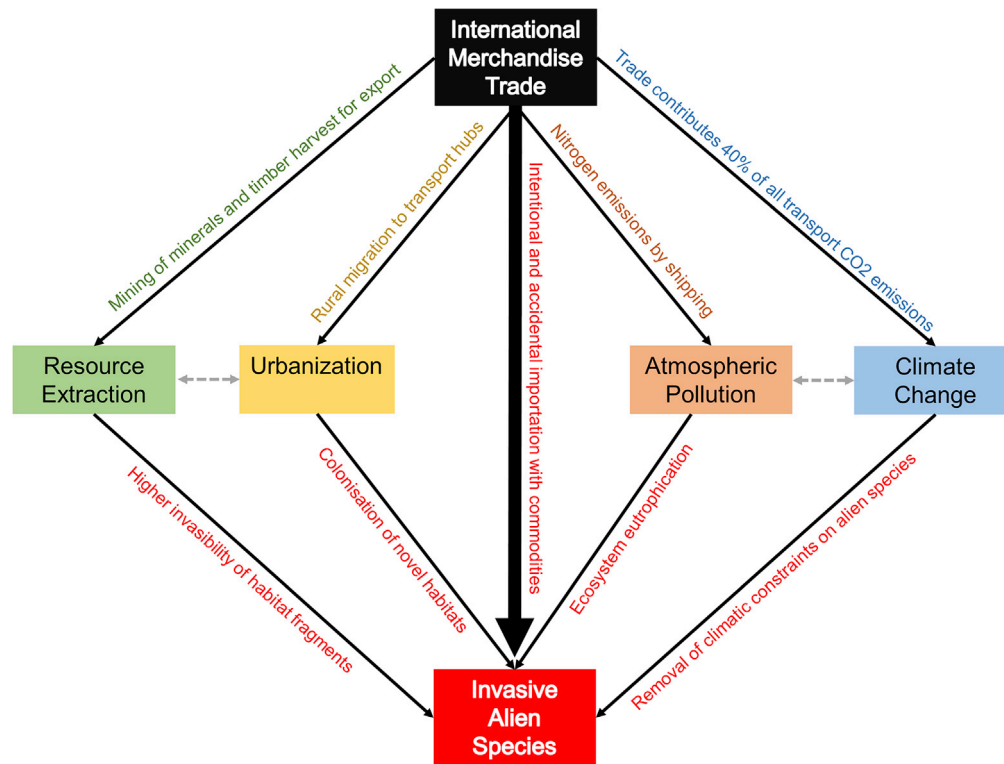 International
Merchandise
Trade
Mining of minerals and timber harvest for export
Rural migration to transport hubs
Intentional and accidental importation with commodities
Nitrogen emissions by shipping
Trade contributes 40% of all transport CO2 emissions
Resource
Extraction
Urbanization
Atmospheric
Pollution
Climate
Change
Higher invasibility of habitat fragments
Colonisation of novel habitats
Ecosystem eutrophication
Removal of climatic constraints on alien species
Invasive
Alien
Species